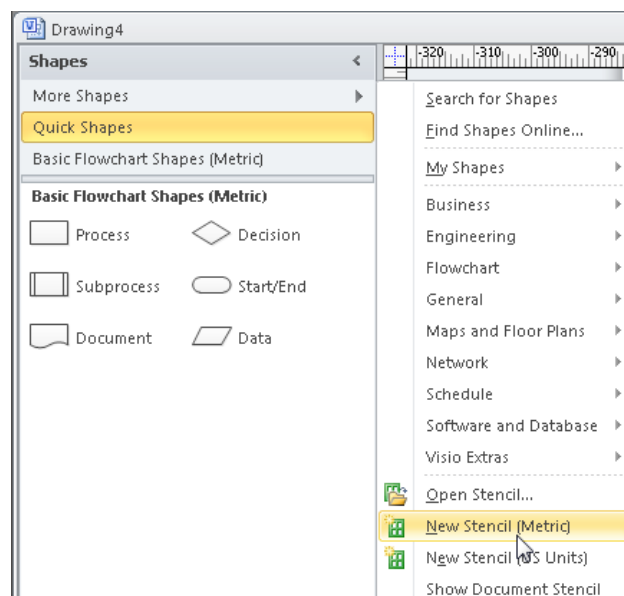 Drawing4
Shapes
More Shapes
Quick Shapes
Basic Flowchart Shapes (Metric)
Basic Flowchart Shapes (Metric)
Process Decision
Subprocess Start/End
Document Data
-320 -310 -300 -290
Search for Shapes
Find Shapes Online...
My Shapes
Business
Engineering
Flowchart
General
Maps and Floor Plans
Network
Schedule
Software and Database
Visio Extras
Open Stencil...
New Stencil (Metric)
New Stencil (US Units)
Show Document Stencil